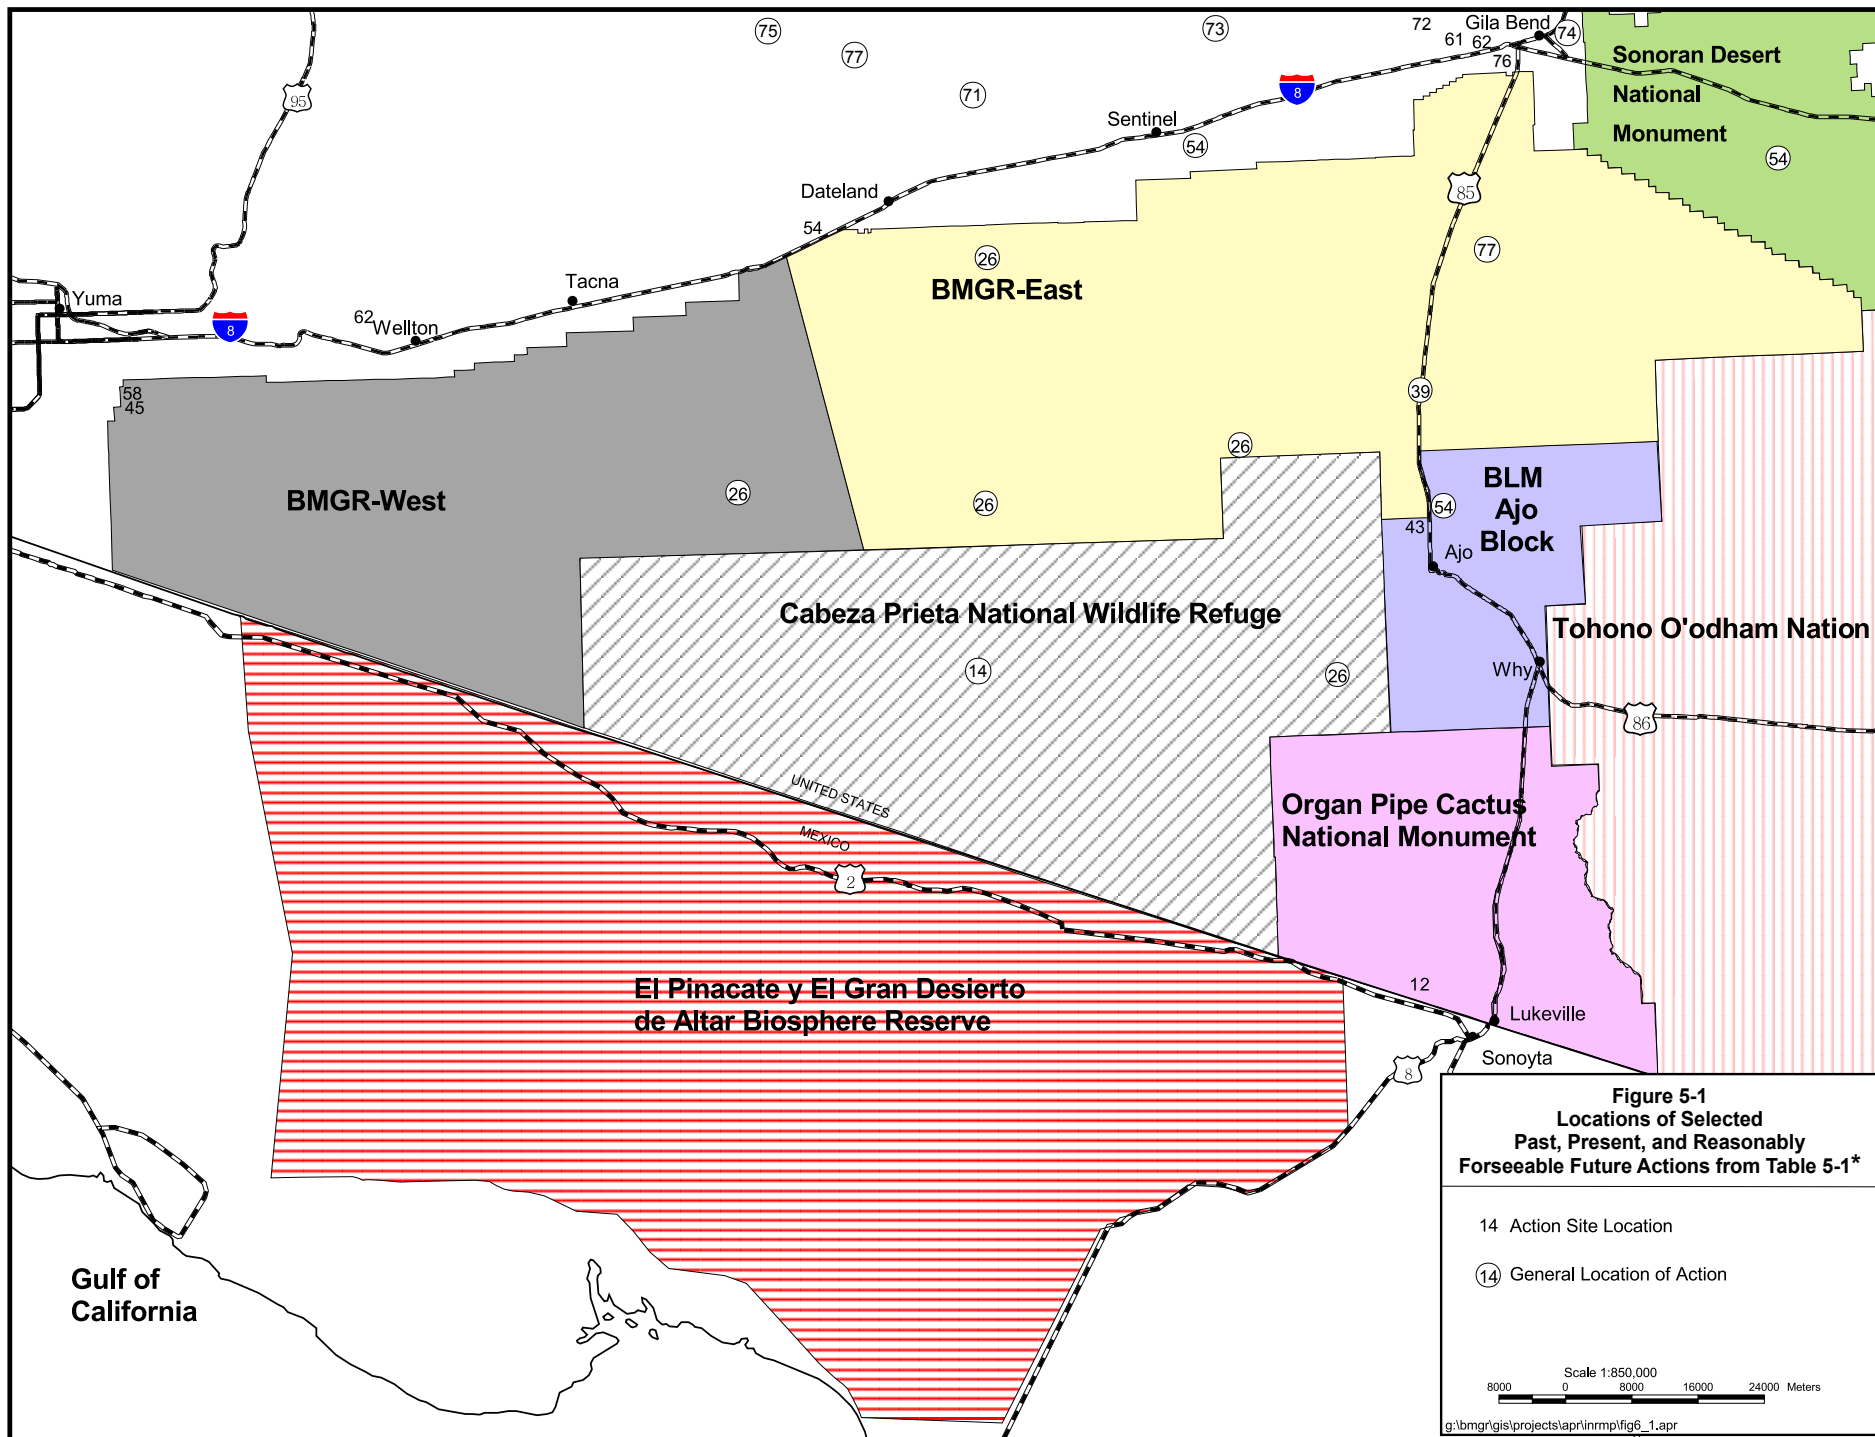 75
73
72
Gila Bend
74
77
61
62
76
Sonoran Desert
National
Monument
95
71
8
Sentinel
54
54
85
Dateland
54
26
77
BMGR-East
Tacna
Yuma
8
62
Wellton
58
45
39
26
BMGR-West
26
26
BLM
Ajo
Block
54
43
Ajo
Cabeza Prieta National Wildlife Refuge
Tohono O'odham Nation
14
26
Why
86
UNITED STATES
MEXICO
2
Organ Pipe Cactus
National Monument
El Pinacate y El Gran Desierto
de Altar Biosphere Reserve
12
Lukeville
Sonoyta
8
Gulf of
California
Figure 5-1
Locations of Selected
Past, Present, and Reasonably
Forseeable Future Actions from Table 5-1*
14 Action Site Location
14 General Location of Action
Scale 1:850,000
8000 0 8000 16000 24000 Meters
g:\bmgr\gis\projects\apr\inrmp\fig6_1.apr